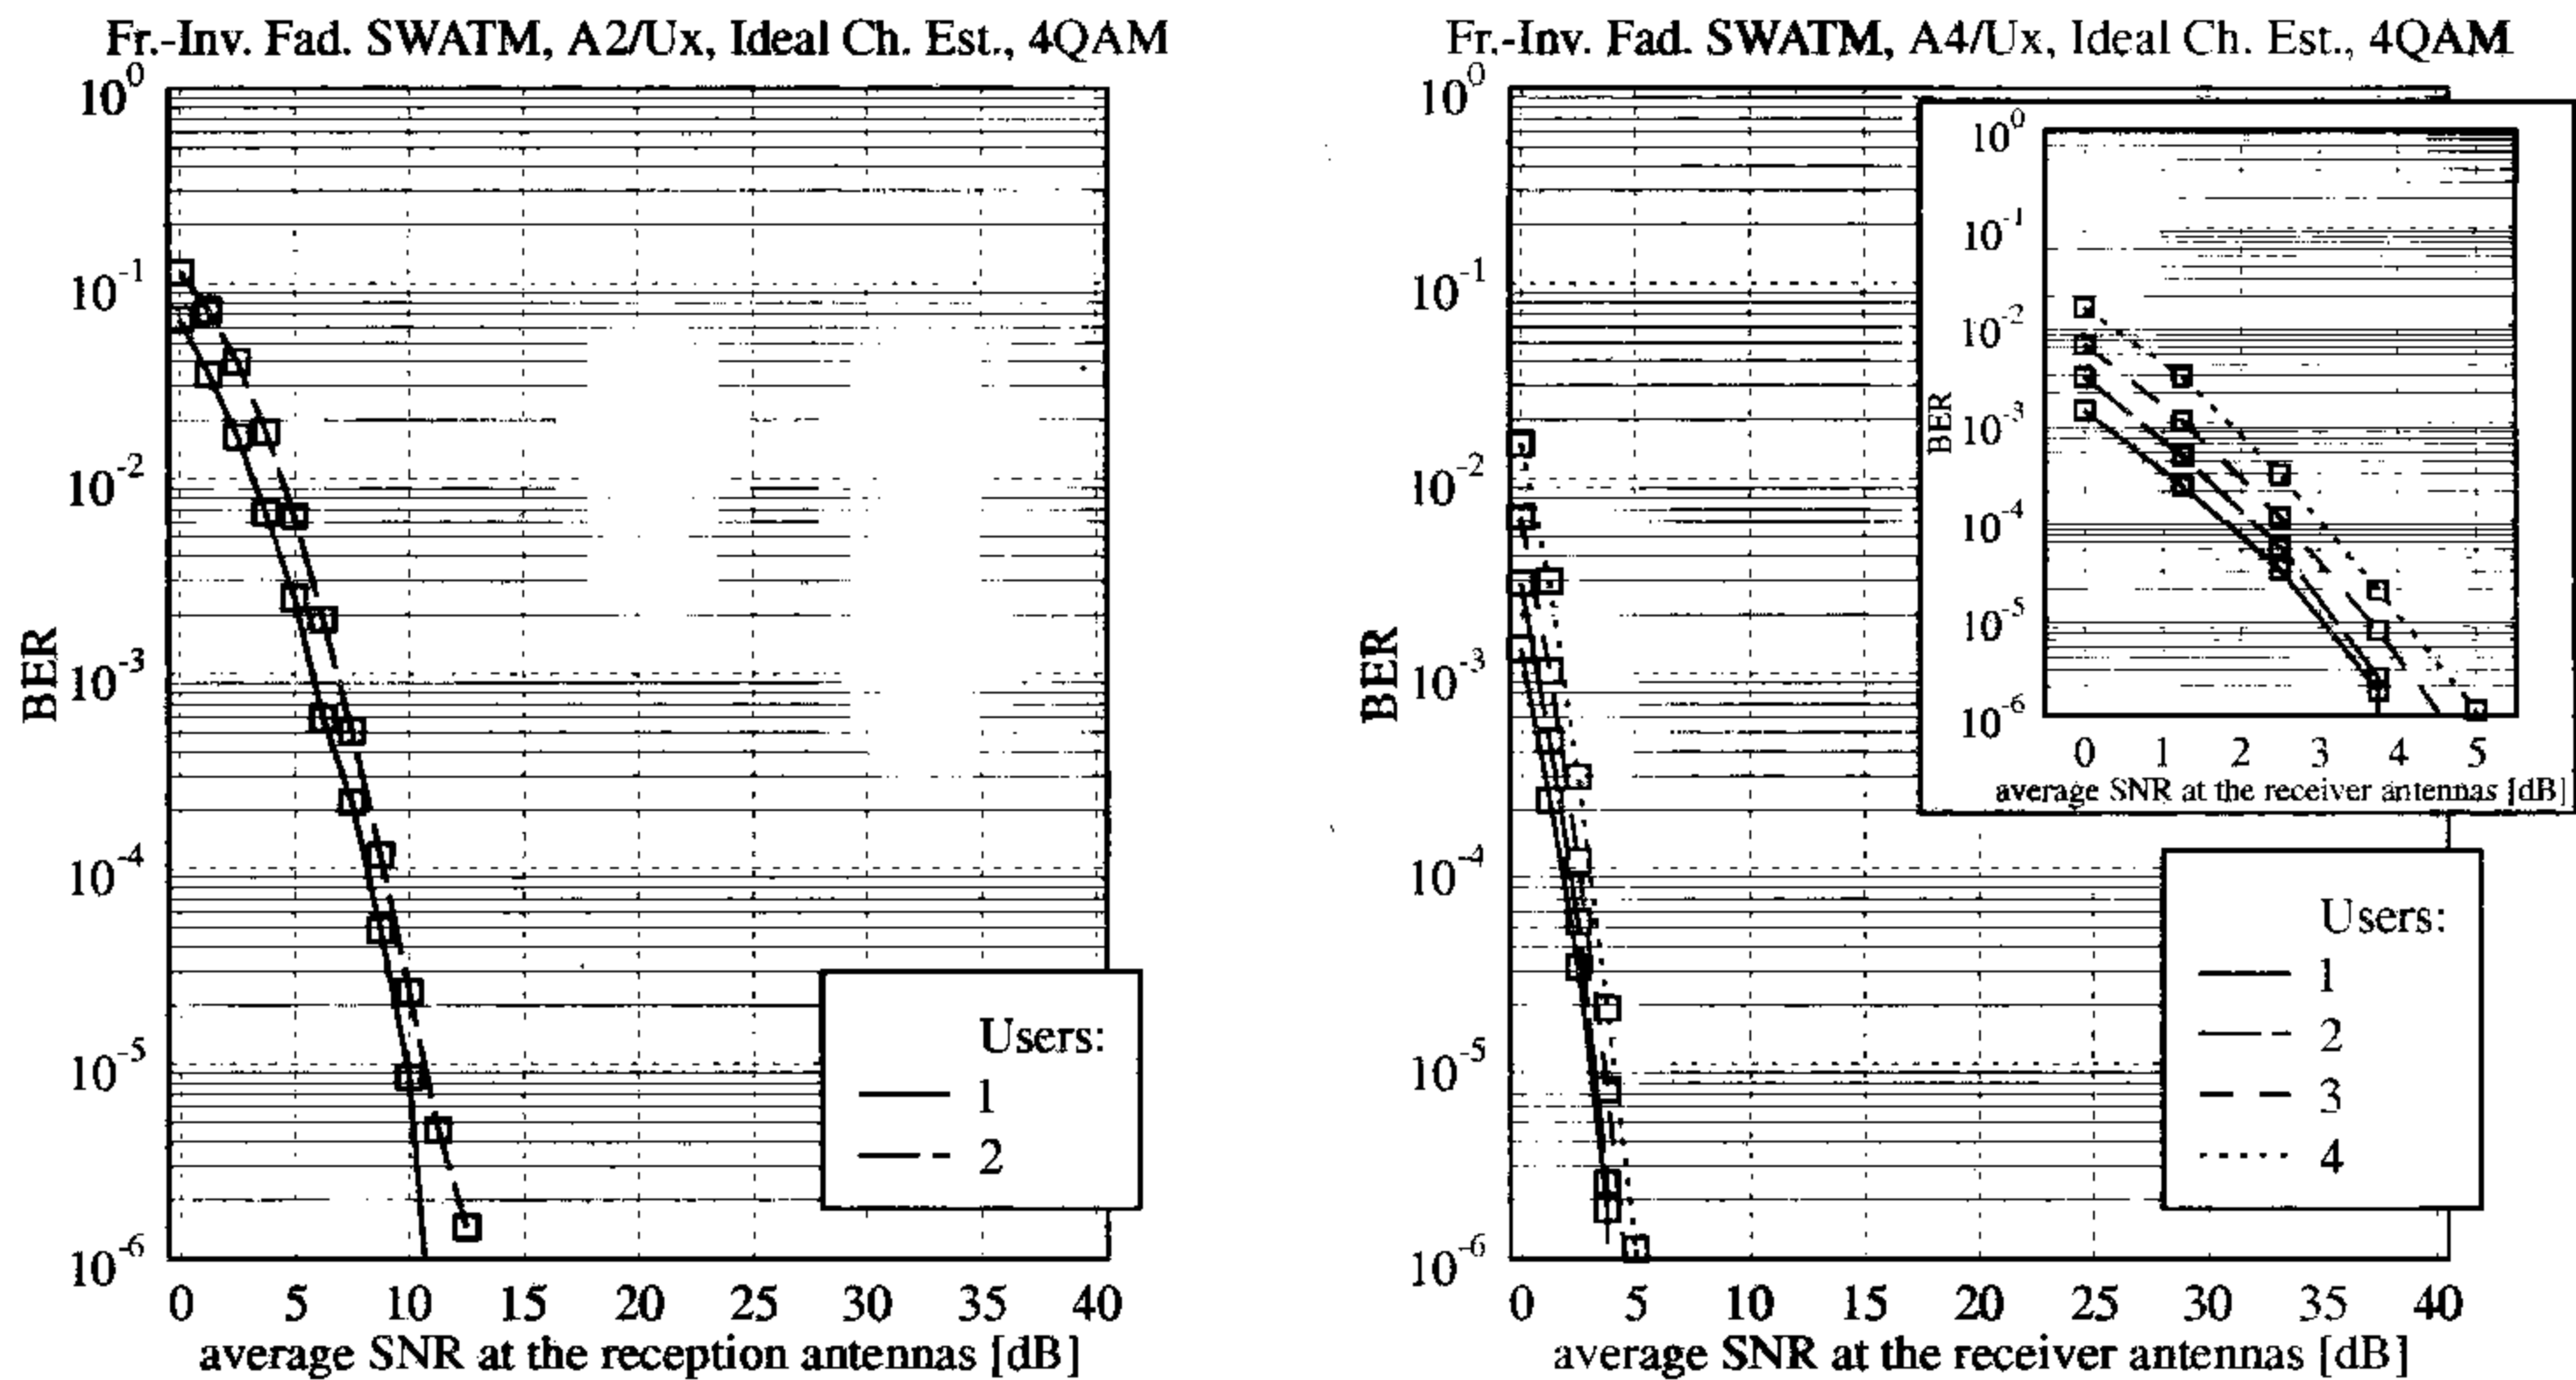 Fr.-Inv. Fad. SWATM, A2/Ux, Ideal Ch. Est., 4QAM
10^0
10^-1
10^-2
10^-3
10^-4
10^-5
10^-6
BER
0 5 10 15 20 25 30 35 40
average SNR at the reception antennas [dB]
Users:
1
2
Fr.-Inv. Fad. SWATM, A4/Ux, Ideal Ch. Est., 4QAM
10^0
10^-1
10^-2
10^-3
10^-4
10^-5
10^-6
BER
0 5 10 15 20 25 30 35 40
average SNR at the receiver antennas [dB]
10^0
10^-1
10^-2
10^-3
10^-4
10^-5
10^-6
BER
0 1 2 3 4 5
average SNR at the receiver antennas [dB]
Users:
1
2
3
4